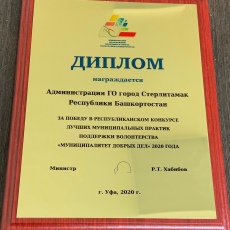 ДИПЛОМ
награждается
Администрация ГО город Стерлитамак
Республики Башкортостан
ЗА ПОБЕДУ В РЕСПУБЛИКАНСКОМ КОНКУРСЕ
ЛУЧШИХ МУНИЦИПАЛЬНЫХ ПРАКТИК
ПОДДЕРЖКИ ВОЛОНТЕРСТВА
«МУНИЦИПАЛИТЕТ ДОБРЫХ ДЕЛ» 2020 ГОДА
Министр Р.Т. Хабибов
г. Уфа, 2020 г.